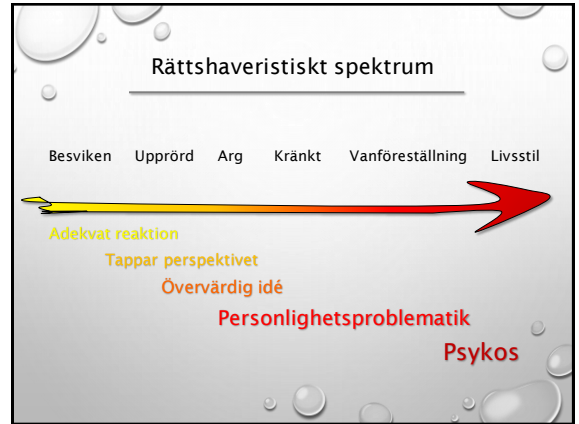 Rättshaveristiskt spektrum
Besviken Upprörd Arg Kränkt Vanföreställning Livsstil
Adekvat reaktion
Tappar perspektivet
Övervärdig idé
Personlighetsproblematik
Psykos